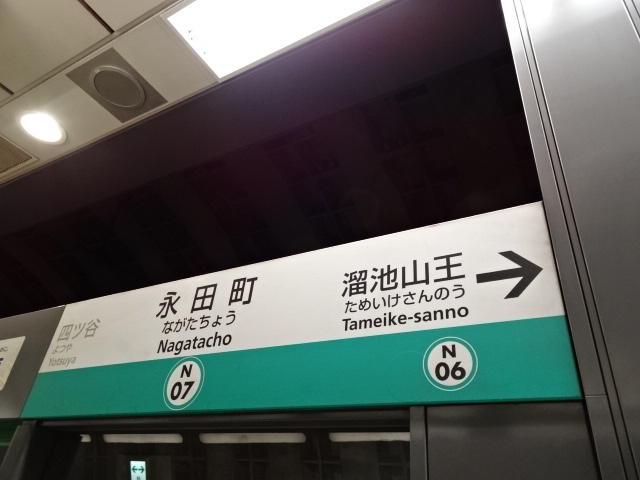 四ツ谷
よつや
Yotsuya
永田町
ながたちょう
Nagatacho
N
07
溜池山王
ためいけさんのう
Tameike-sanno
N
06